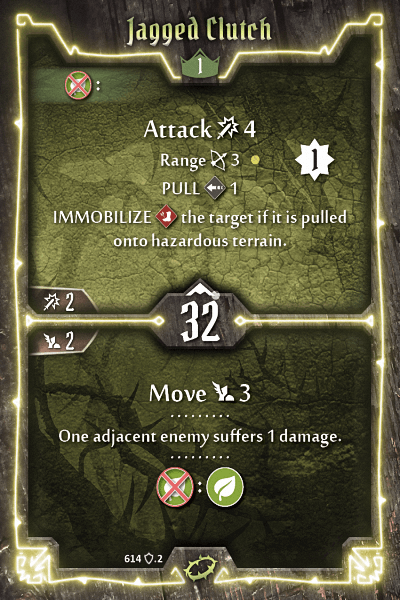 Jagged Clutch
1
:
Attack 4
Range 3
1
PULL 1
IMMOBILIZE the target if it is pulled
onto hazardous terrain.
2
32
2
Move 3
One adjacent enemy suffers 1 damage.
:
614 .2